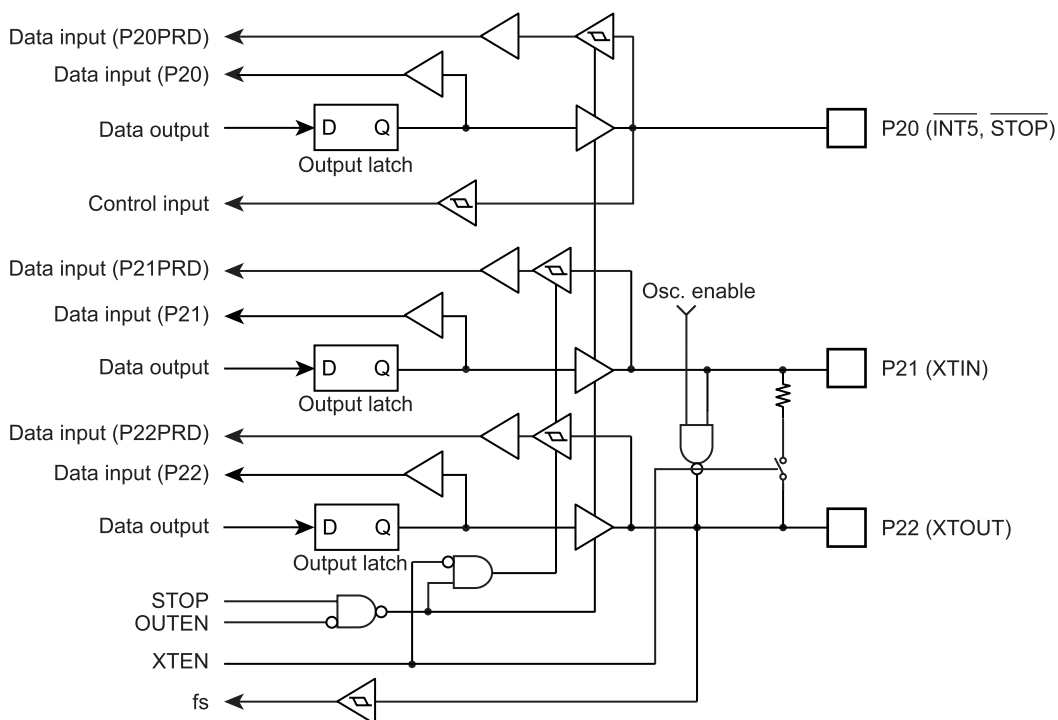 Data input (P20PRD)
Data input (P20)
Data output
D Q
Output latch
P20 (INT5, STOP)
Control input
Data input (P21PRD)
Osc. enable
Data input (P21)
Data output
D Q
Output latch
P21 (XTIN)
Data input (P22PRD)
Data input (P22)
Data output
D Q
Output latch
P22 (XTOUT)
STOP
OUTEN
XTEN
fs